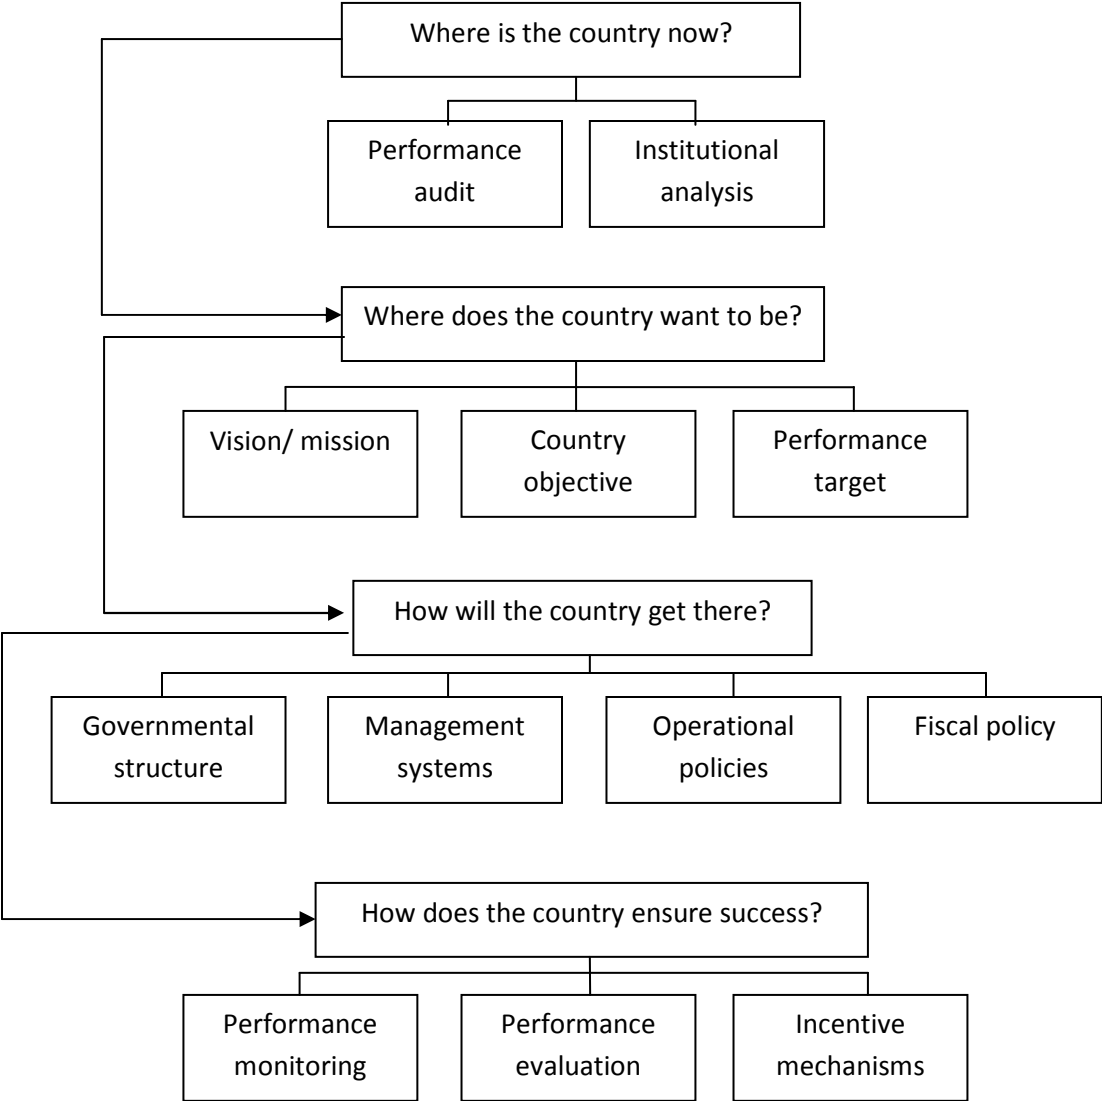 Where is the country now?
Performance
audit
Institutional
analysis
Where does the country want to be?
Vision/ mission
Country
objective
Performance
target
How will the country get there?
Governmental
structure
Management
systems
Operational
policies
Fiscal policy
How does the country ensure success?
Performance
monitoring
Performance
evaluation
Incentive
mechanisms